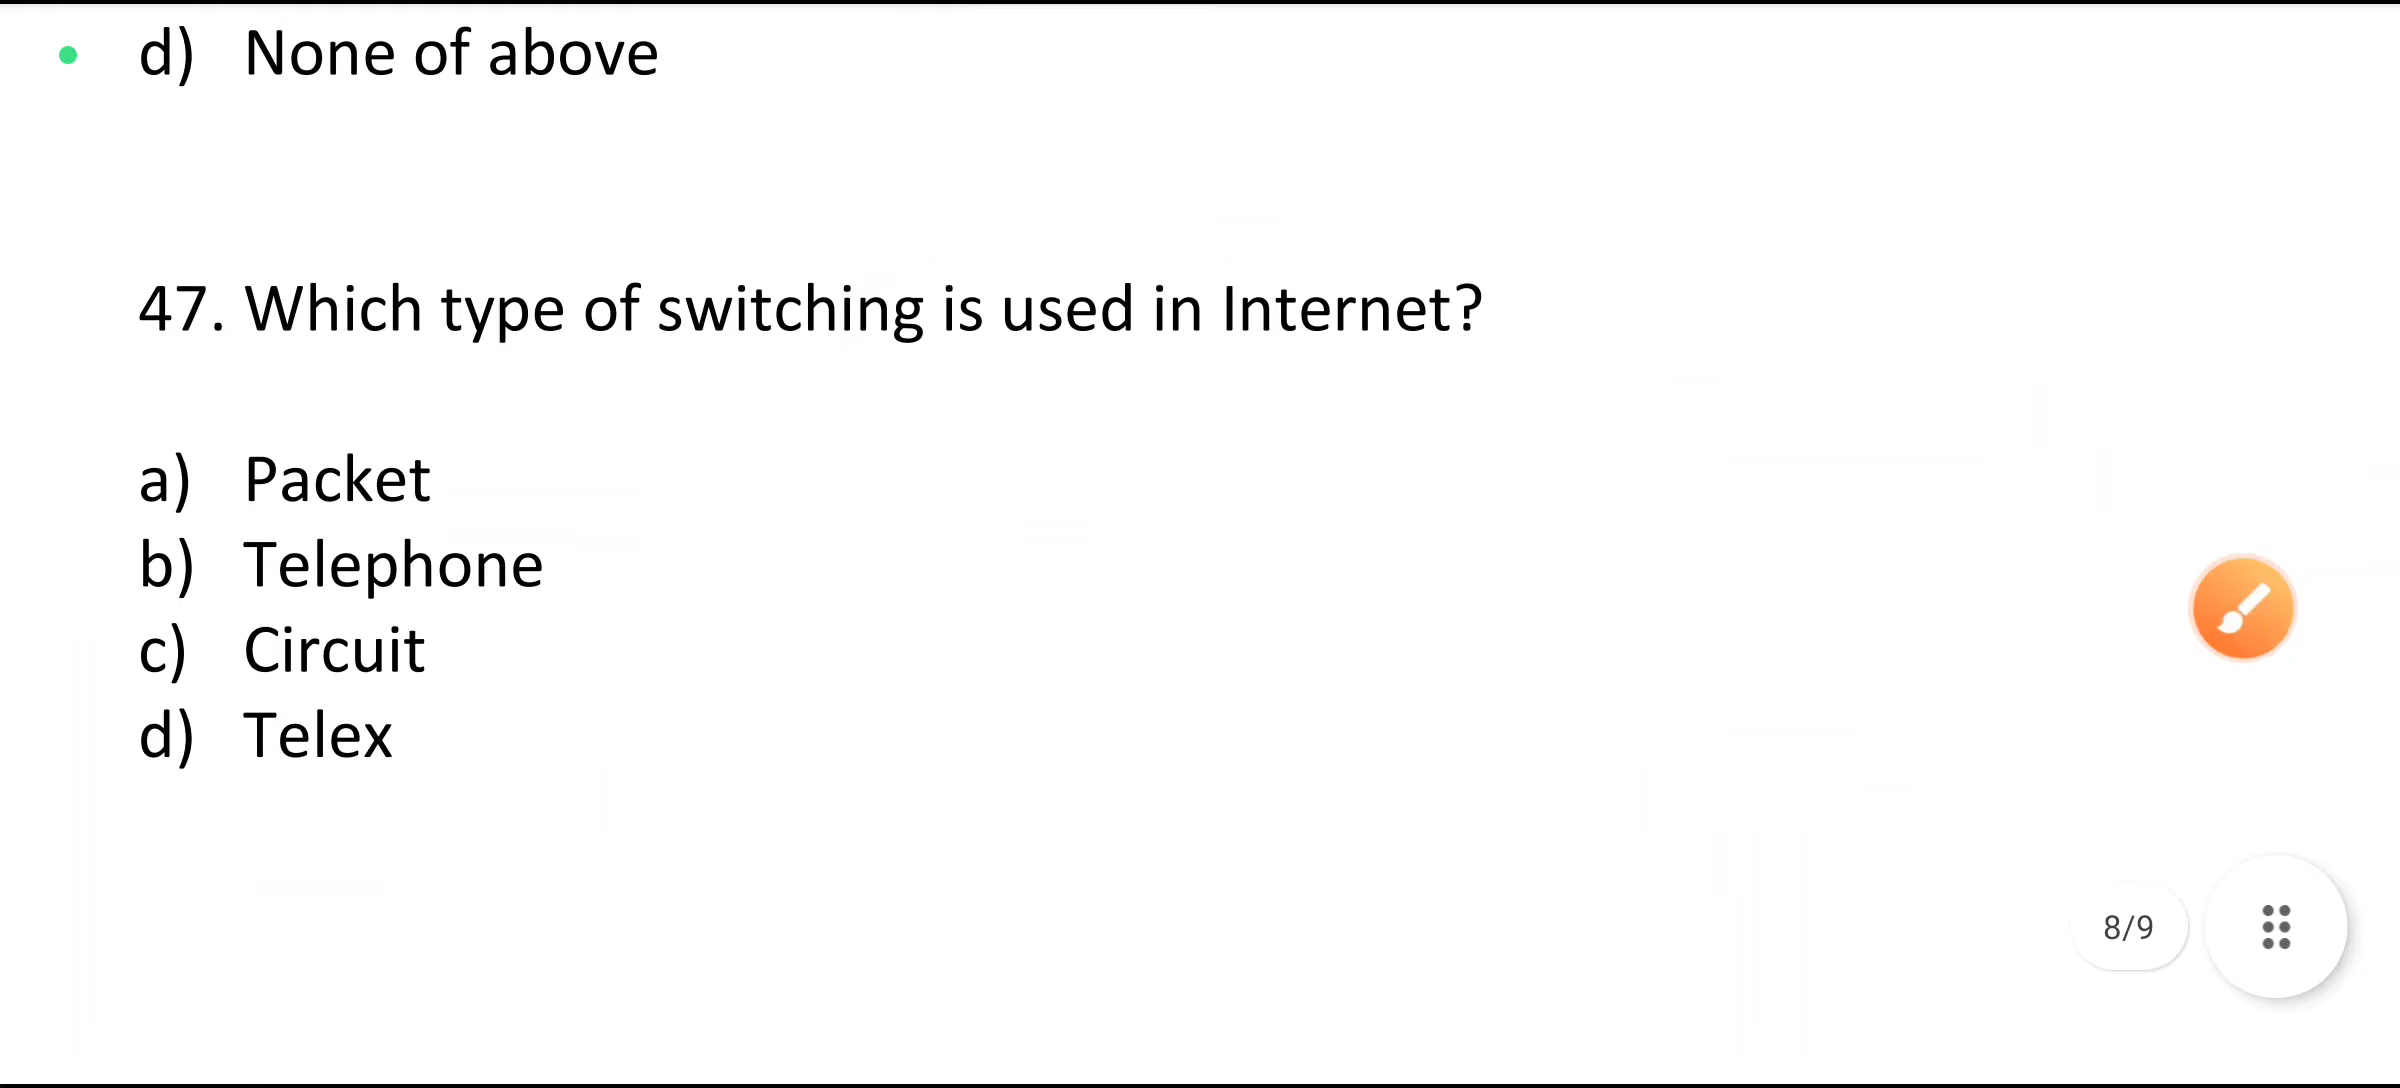 d) None of above
47. Which type of switching is used in Internet?
a) Packet
b) Telephone
c) Circuit
d) Telex
8/9